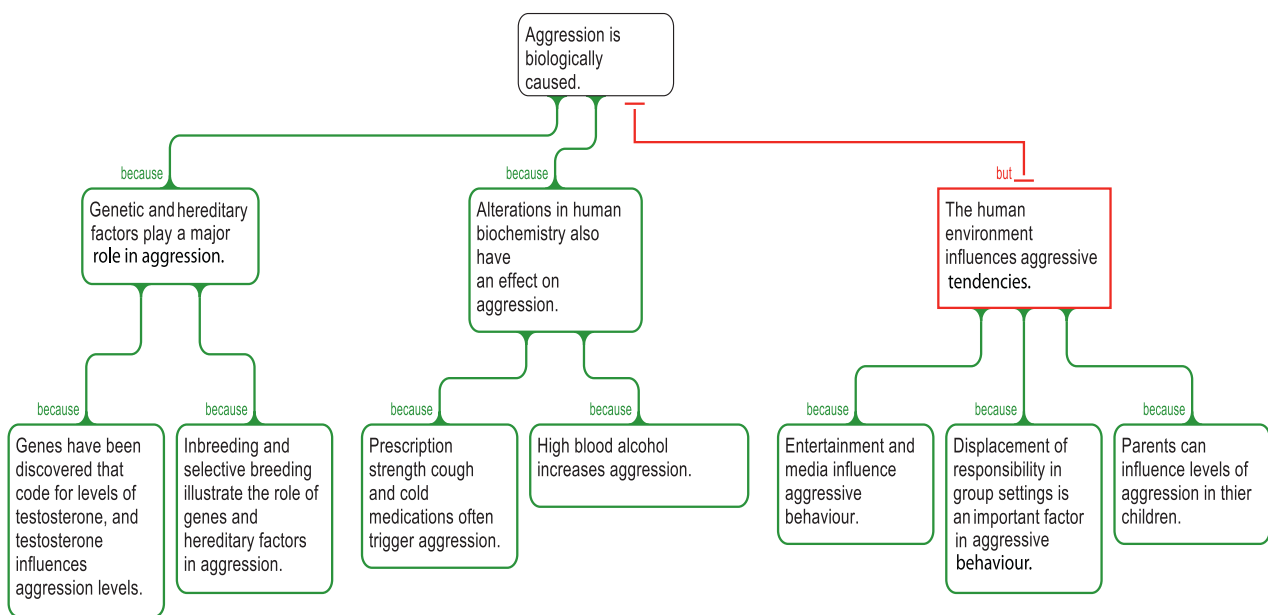 Aggression is
biologically
caused.
because
because
but
Genetic and hereditary
factors play a major
role in aggression.
Alterations in human
biochemistry also
have
an effect on
aggression.
The human
environment
influences aggressive
tendencies.
because
because
because
because
because
because
because
Genes have been
discovered that
code for levels of
testosterone, and
testosterone
influences
aggression levels.
Inbreeding and
selective breeding
illustrate the role of
genes and
hereditary factors
in aggression.
Prescription
strength cough
and cold
medications often
trigger aggression.
High blood alcohol
increases aggression.
Entertainment and
media influence
aggressive
behaviour.
Displacement of
responsibility in
group settings is
an important factor
in aggressive
behaviour.
Parents can
influence levels of
aggression in thier
children.